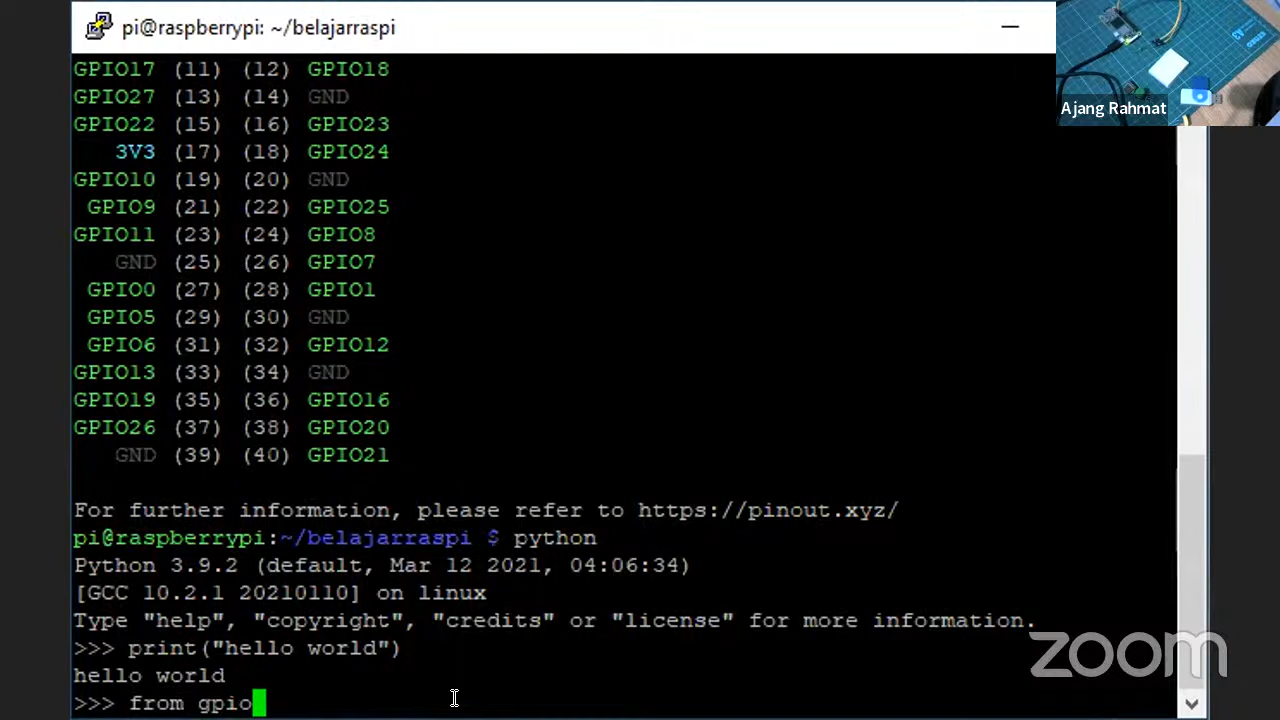 pi@raspberrypi: ~/belajarraspi
Ajang Rahmat
GPIO17 (11) (12) GPIO18
GPIO27 (13) (14) GND
GPIO22 (15) (16) GPIO23
3V3 (17) (18) GPIO24
GPIO10 (19) (20) GND
GPIO9 (21) (22) GPIO25
GPIO11 (23) (24) GPIO8
GND (25) (26) GPIO7
GPIO0 (27) (28) GPIO1
GPIO5 (29) (30) GND
GPIO6 (31) (32) GPIO12
GPIO13 (33) (34) GND
GPIO19 (35) (36) GPIO16
GPIO26 (37) (38) GPIO20
GND (39) (40) GPIO21
For further information, please refer to https://pinout.xyz/
pi@raspberrypi:~/belajarraspi $ python
Python 3.9.2 (default, Mar 12 2021, 04:06:34)
[GCC 10.2.1 20210110] on linux
Type "help", "copyright", "credits" or "license" for more information.
>>> print("hello world")
hello world
>>> from gpio
zoom